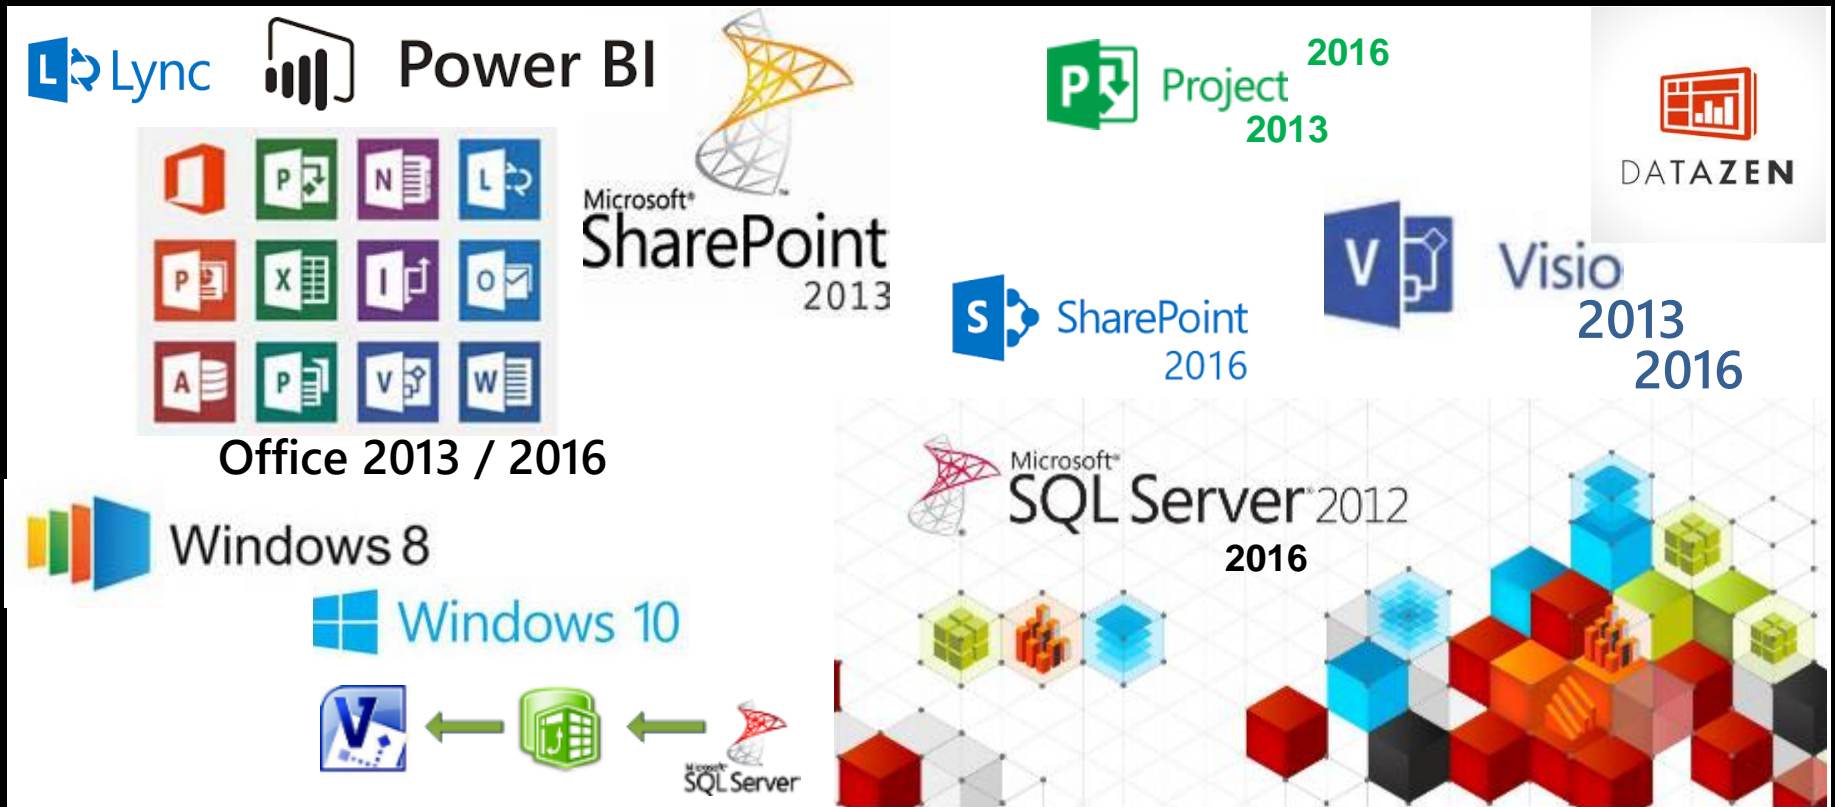 Lync
Power BI
Microsoft®
SharePoint
2013
Project
2016
2013
DATAZEN
P N L
P X I O
A P V W
Office 2013 / 2016
S SharePoint
2016
V Visio
2013
2016
Windows 8
Windows 10
Microsoft®
SQL Server® 2012
2016
V
Microsoft®
SQL Server